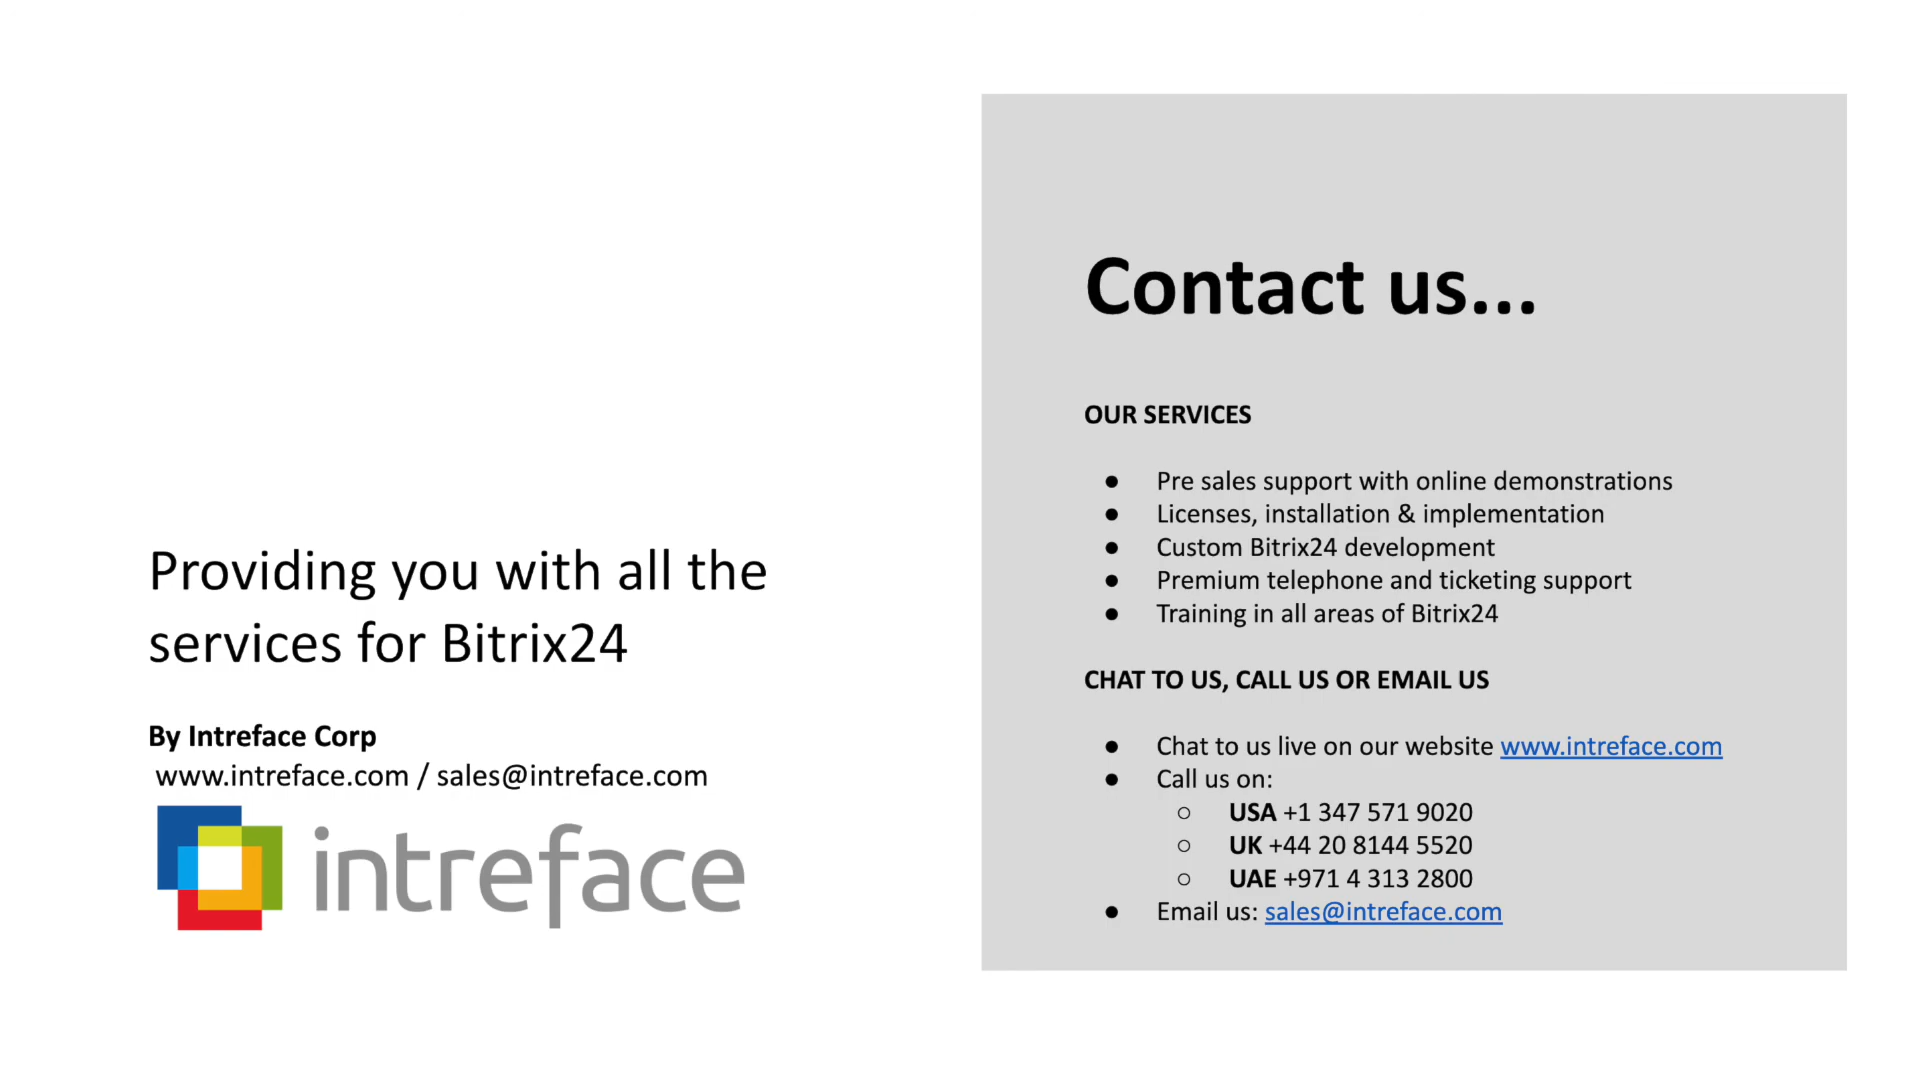 Providing you with all the
services for Bitrix24
By Intreface Corp
www.intreface.com / sales@intreface.com
intreface
Contact us...
OUR SERVICES
● Pre sales support with online demonstrations
● Licenses, installation & implementation
● Custom Bitrix24 development
● Premium telephone and ticketing support
● Training in all areas of Bitrix24
CHAT TO US, CALL US OR EMAIL US
● Chat to us live on our website www.intreface.com
● Call us on:
○ USA +1 347 571 9020
○ UK +44 20 8144 5520
○ UAE +971 4 313 2800
● Email us: sales@intreface.com